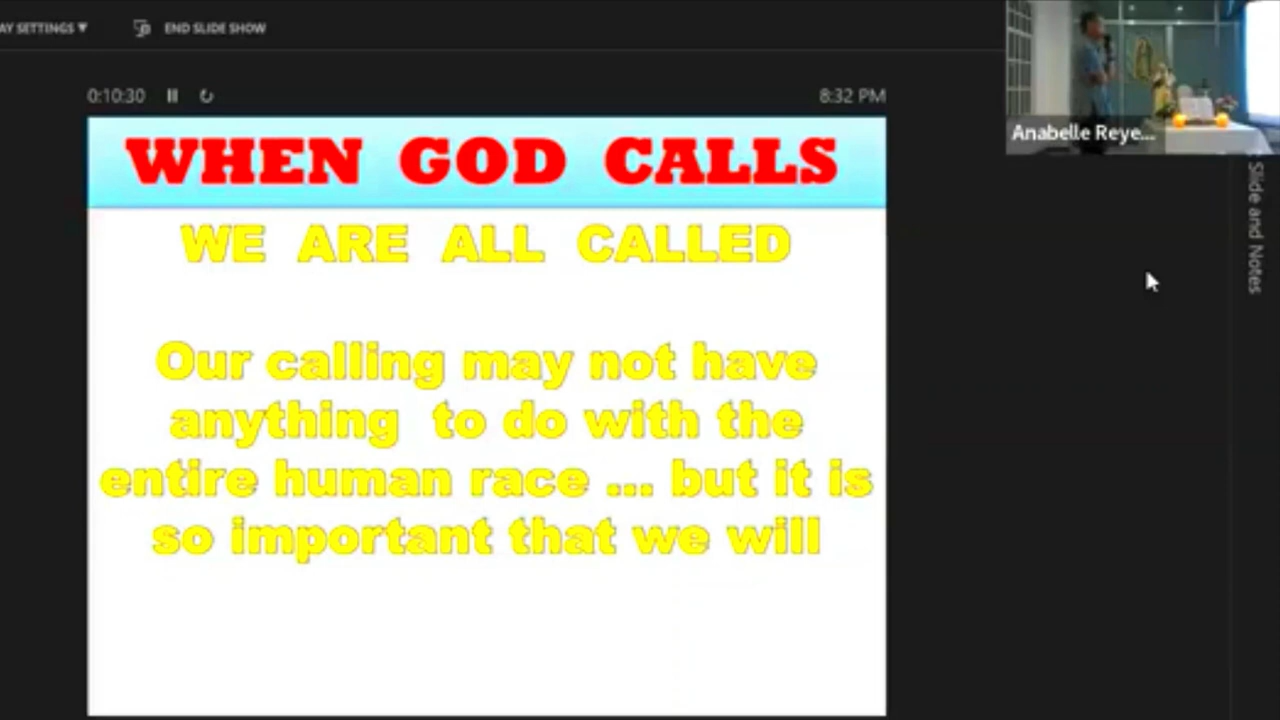 AY SETTINGS ▼ END SLIDE SHOW
0:10:30 8:32 PM
Anabelle Reye...
WHEN GOD CALLS
WE ARE ALL CALLED
Our calling may not have
anything to do with the
entire human race ... but it is
so important that we will
Slide and Notes